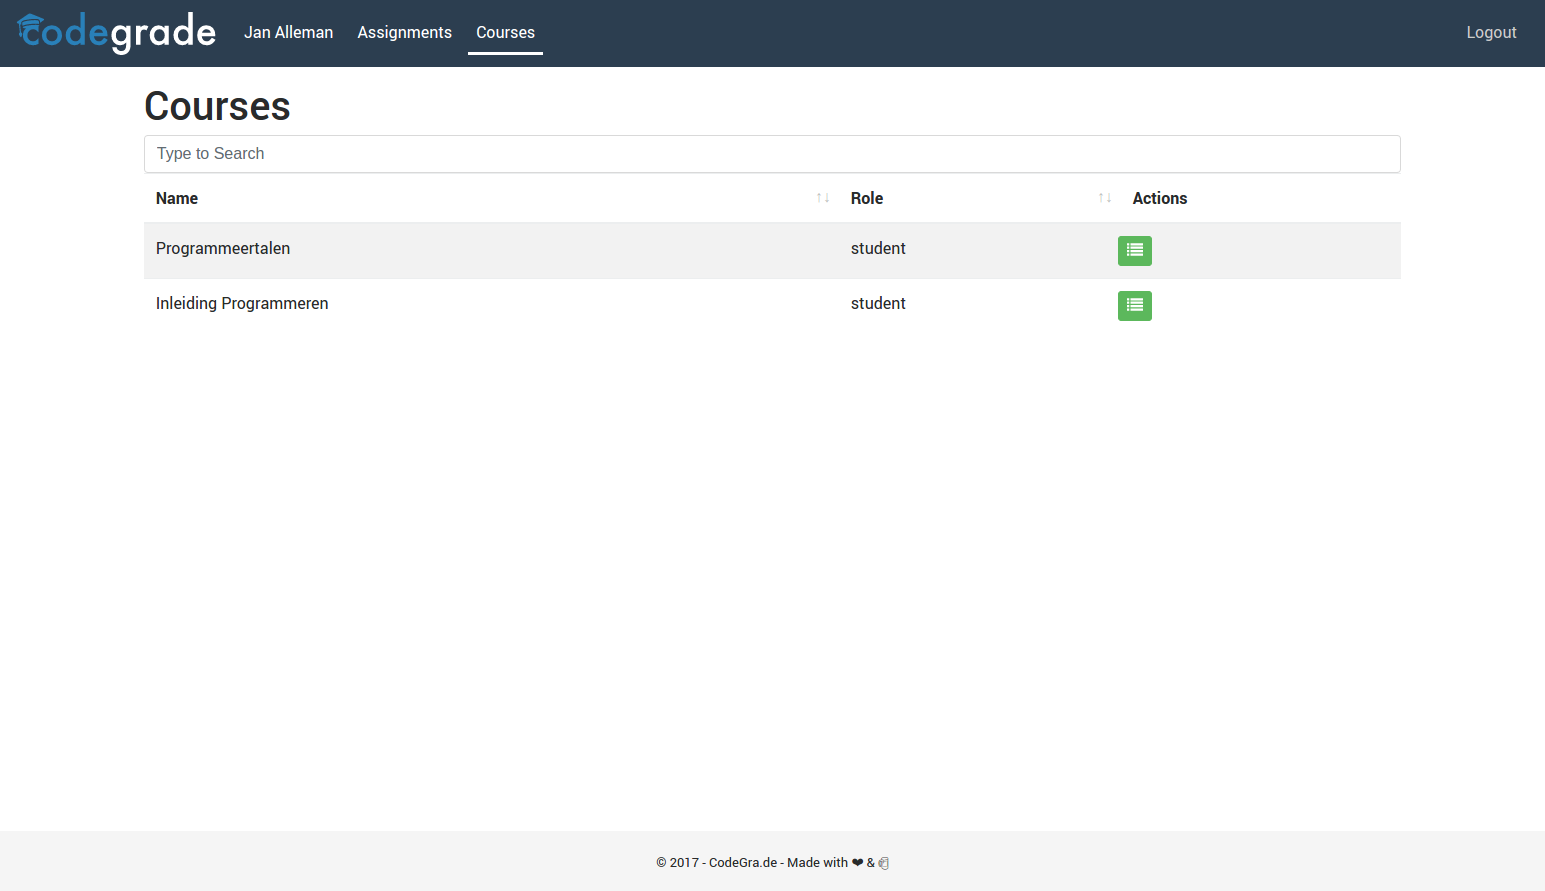 codegrade Jan Alleman Assignments Courses Logout
Courses
Type to Search
Name ↑↓ Role ↑↓ Actions
Programmeertalen student
Inleiding Programmeren student
© 2017 - CodeGra.de - Made with ❤ & 🍺